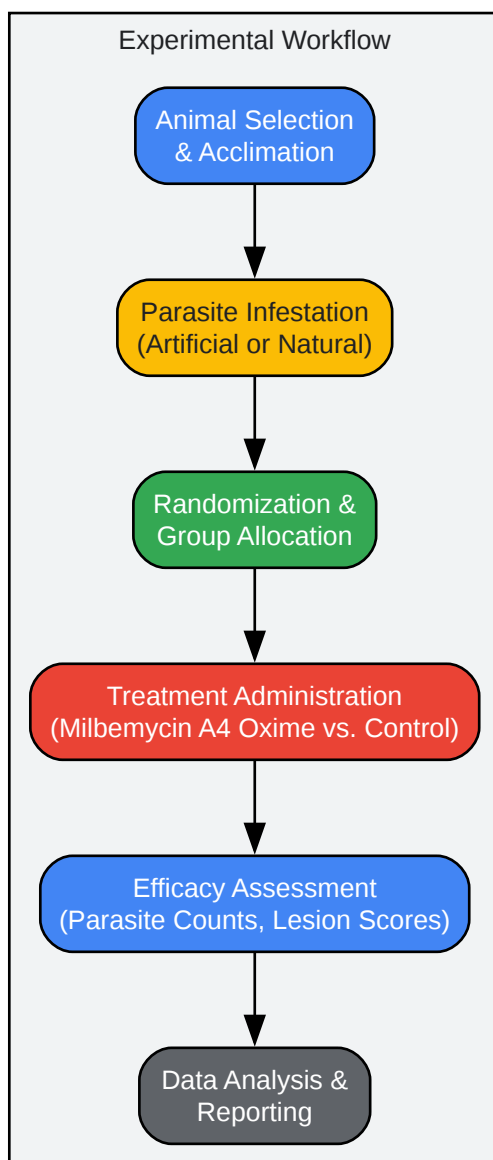 Experimental Workflow
Animal Selection
& Acclimation
Parasite Infestation
(Artificial or Natural)
Randomization &
Group Allocation
Treatment Administration
(Milbemycin A4 Oxime vs. Control)
Efficacy Assessment
(Parasite Counts, Lesion Scores)
Data Analysis &
Reporting